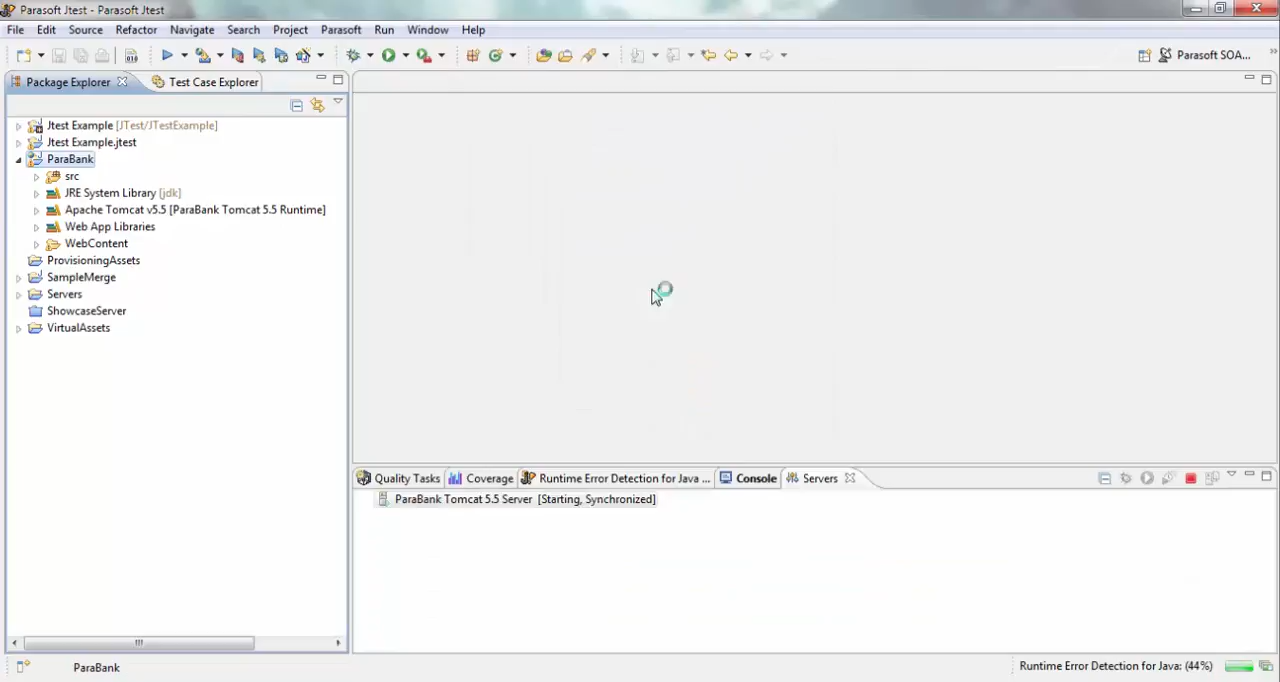 Parasoft Jtest - Parasoft Jtest
File Edit Source Refactor Navigate Search Project Parasoft Run Window Help
Parasoft SOA...
Package Explorer Test Case Explorer
Jtest Example [JTest/JTestExample]
Jtest Example.jtest
ParaBank
src
JRE System Library [jdk]
Apache Tomcat v5.5 [ParaBank Tomcat 5.5 Runtime]
Web App Libraries
WebContent
ProvisioningAssets
SampleMerge
Servers
ShowcaseServer
VirtualAssets
Quality Tasks Coverage Runtime Error Detection for Java ... Console Servers
ParaBank Tomcat 5.5 Server [Starting, Synchronized]
ParaBank
Runtime Error Detection for Java: (44%)